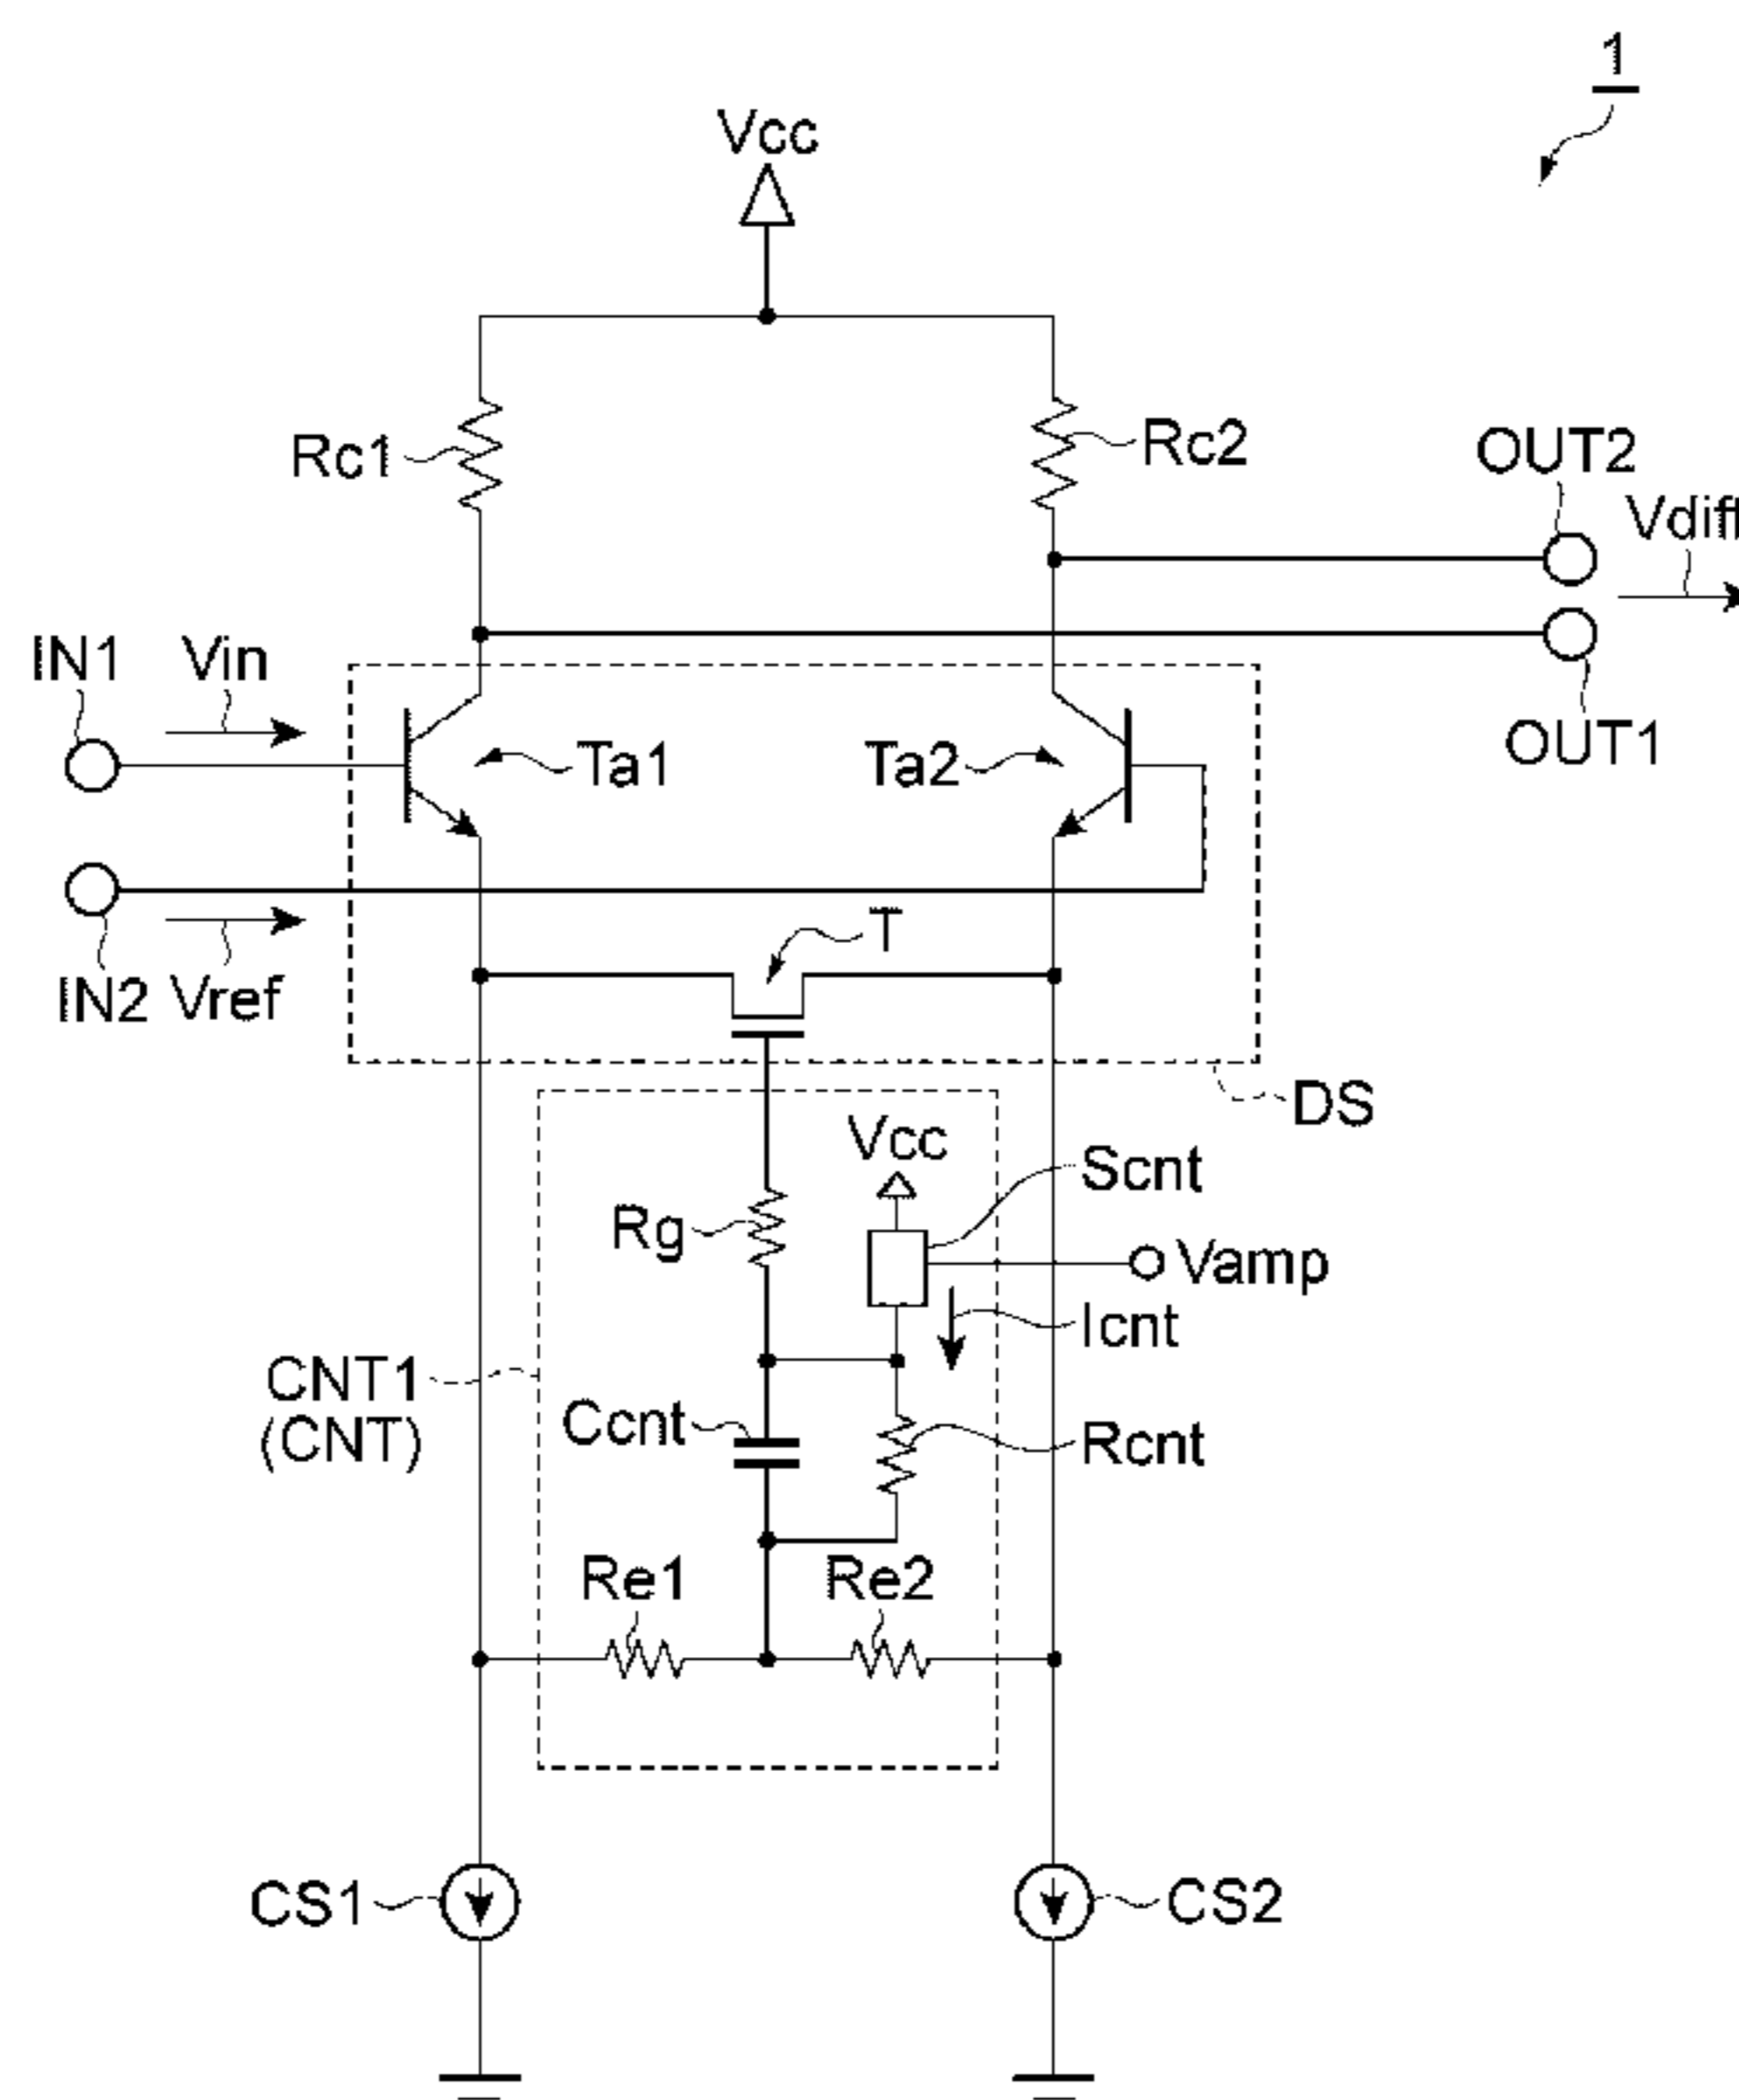 1
Vcc
Rc1
Rc2
OUT2
Vdiff
IN1
Vin
Ta1
Ta2
OUT1
IN2
Vref
T
DS
Vcc
Scnt
Rg
Vamp
Icnt
CNT1
(CNT)
Ccnt
Rcnt
Re1
Re2
CS1
CS2